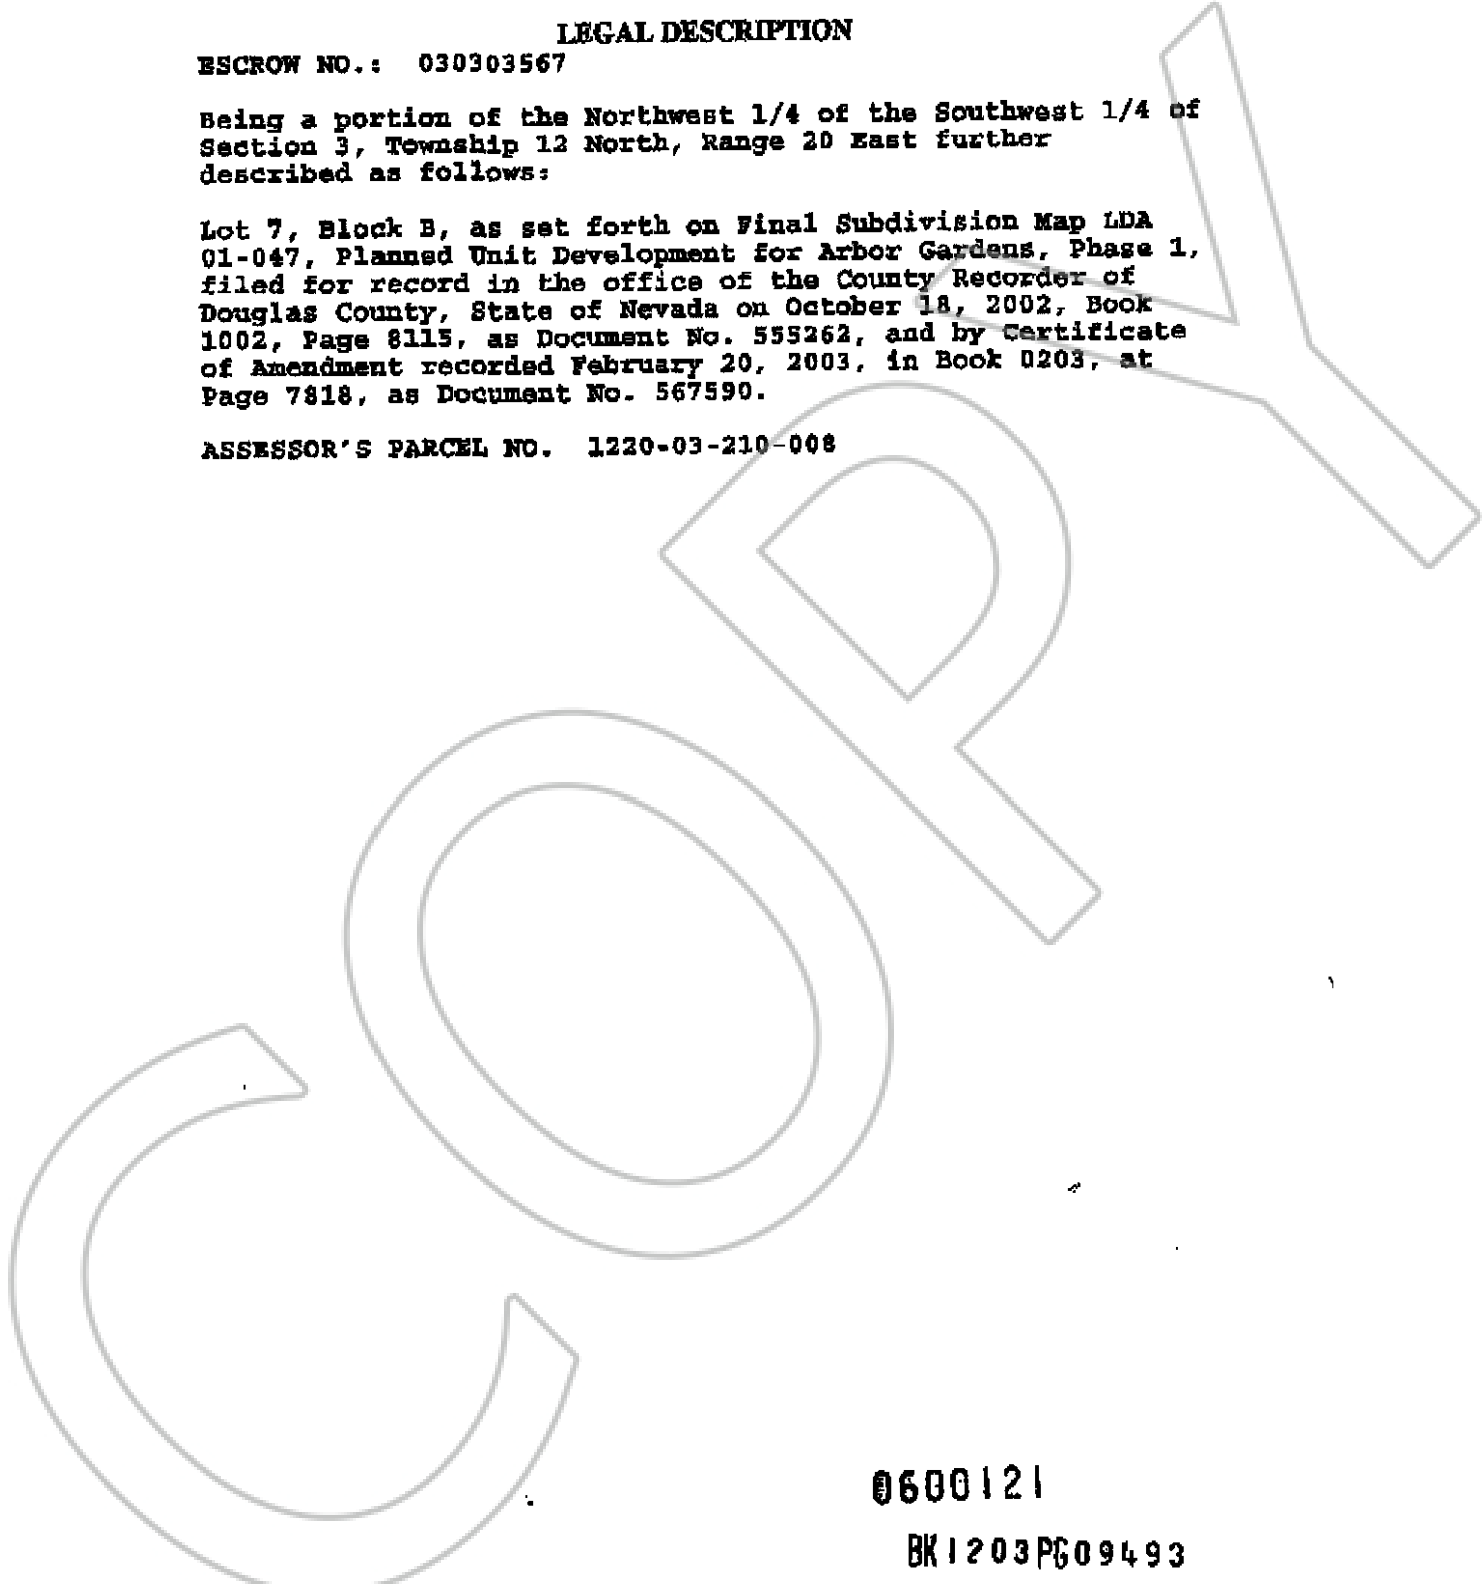 LEGAL DESCRIPTION
ESCROW NO.: 030303567
Being a portion of the Northwest 1/4 of the Southwest 1/4 of
Section 3, Township 12 North, Range 20 East further
described as follows:
Lot 7, Block B, as set forth on Final Subdivision Map LDA
01-047, Planned Unit Development for Arbor Gardens, Phase 1,
filed for record in the office of the County Recorder of
Douglas County, State of Nevada on October 18, 2002, Book
1002, Page 8115, as Document No. 555262, and by Certificate
of Amendment recorded February 20, 2003, in Book 0203, at
Page 7818, as Document No. 567590.
ASSESSOR'S PARCEL NO. 1220-03-210-008
COPY
0600121
BK1203PG09493